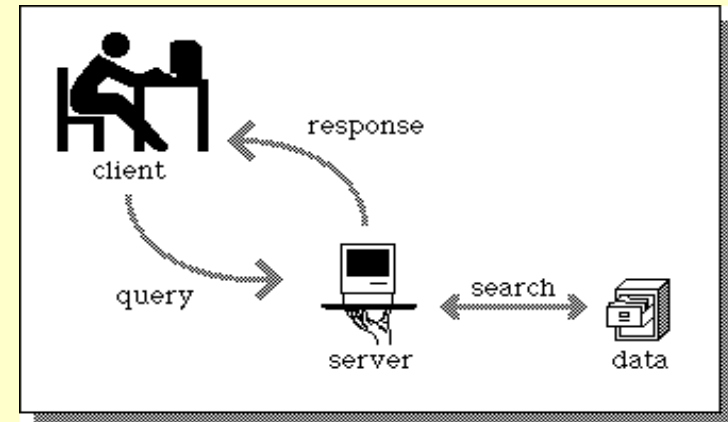 response
client
query
search
server
data